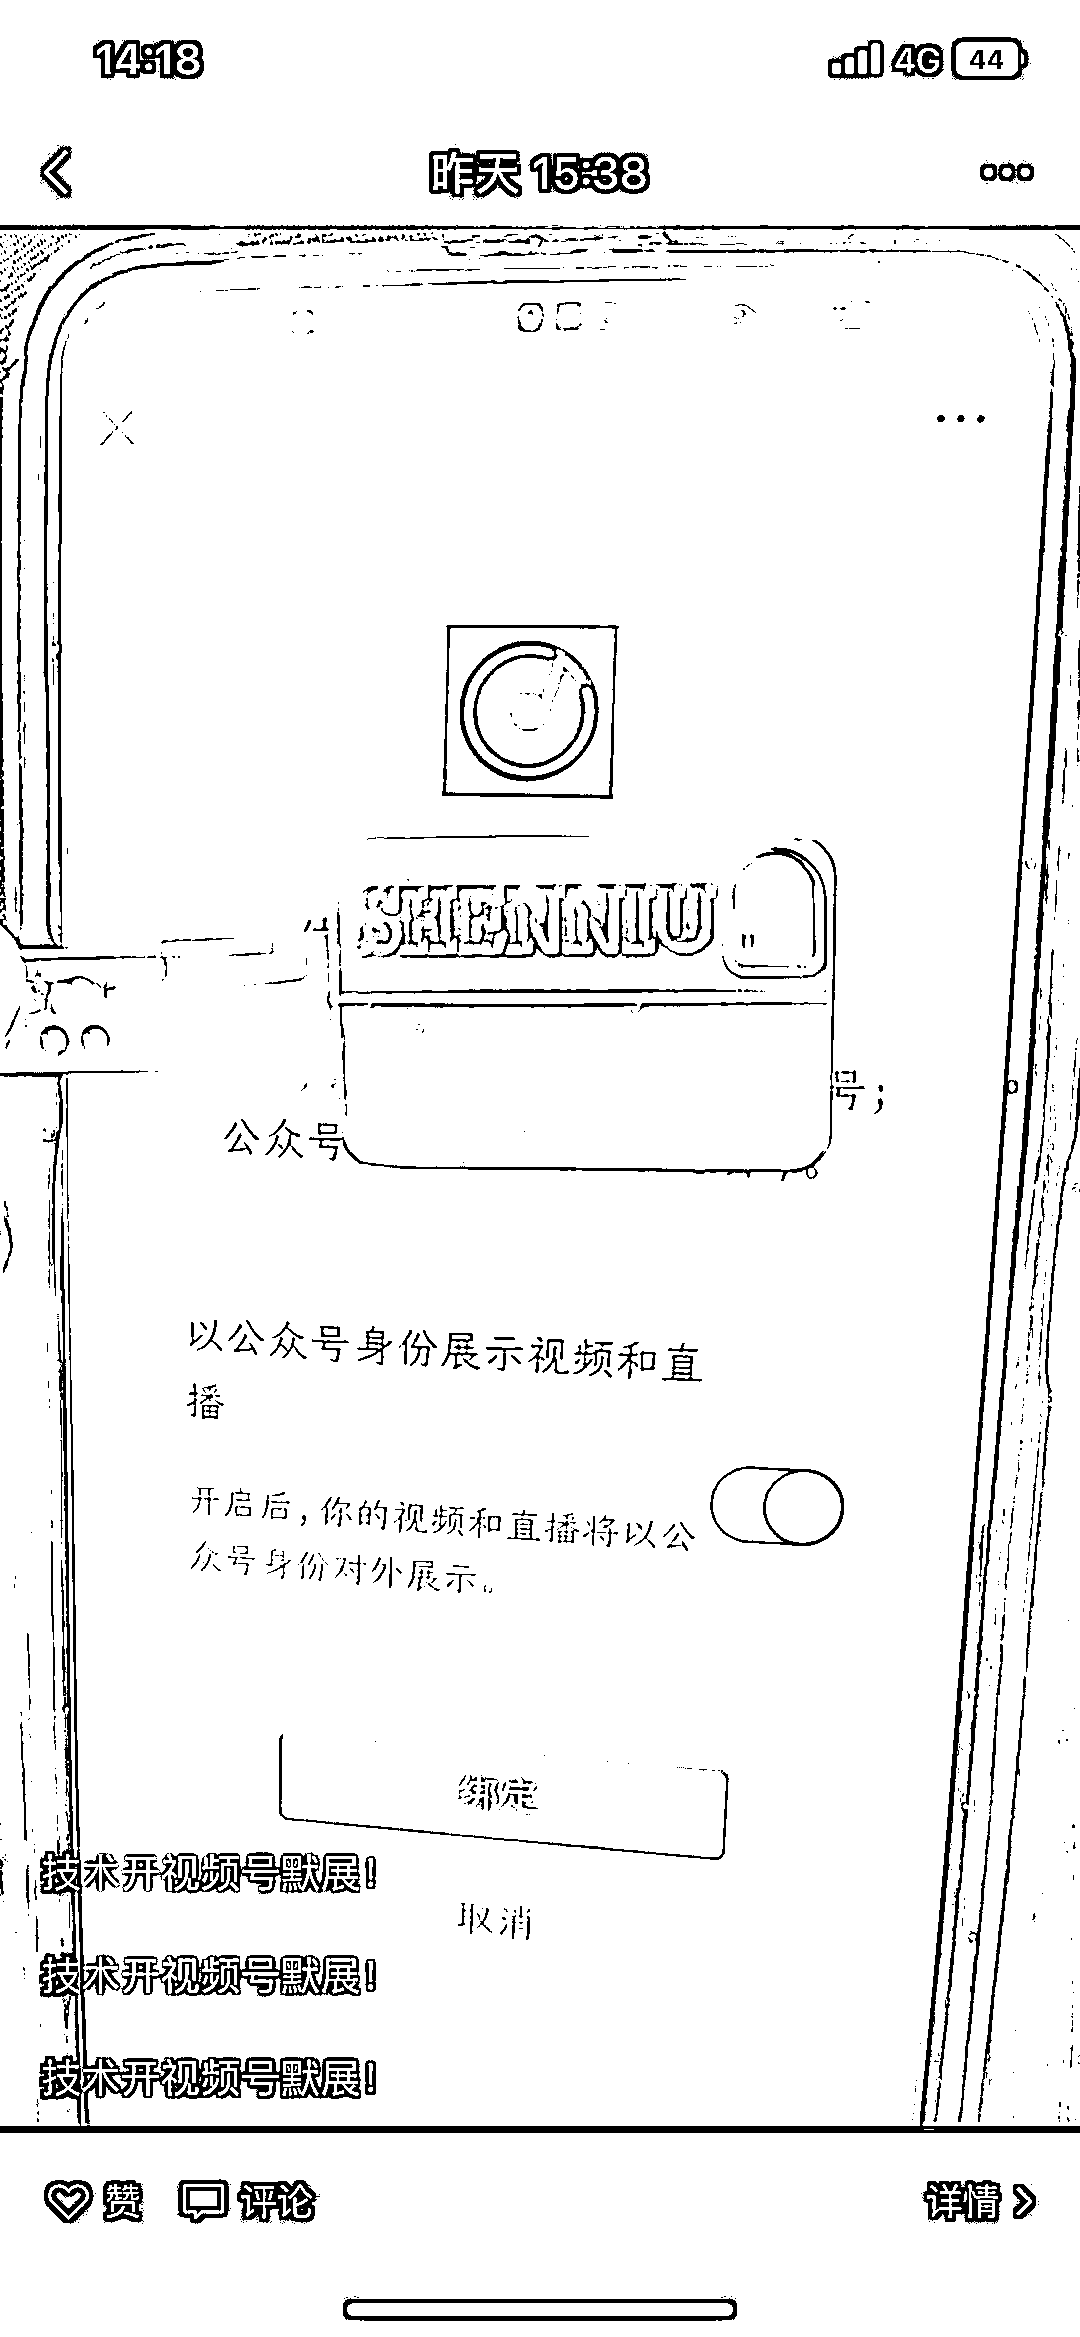 14:18
4G 44
昨天 15:38
SHENNIU
号；
公众号
以公众号身份展示视频和直
播
开启后，你的视频和直播将以公
众号身份对外展示。
绑定
取消
技术开视频号默展！
技术开视频号默展！
技术开视频号默展！
赞 评论 详情